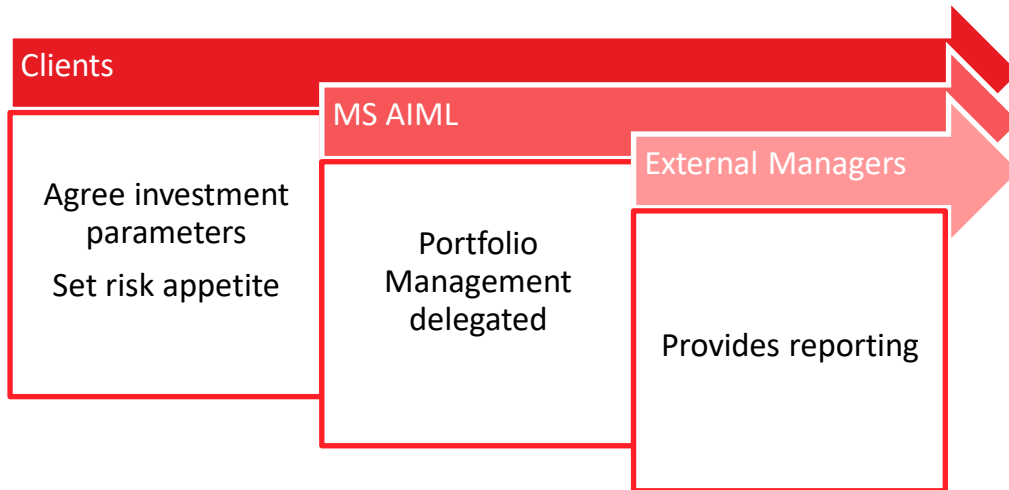 Clients
Agree investment
parameters
Set risk appetite
MS AIML
Portfolio
Management
delegated
External Managers
Provides reporting